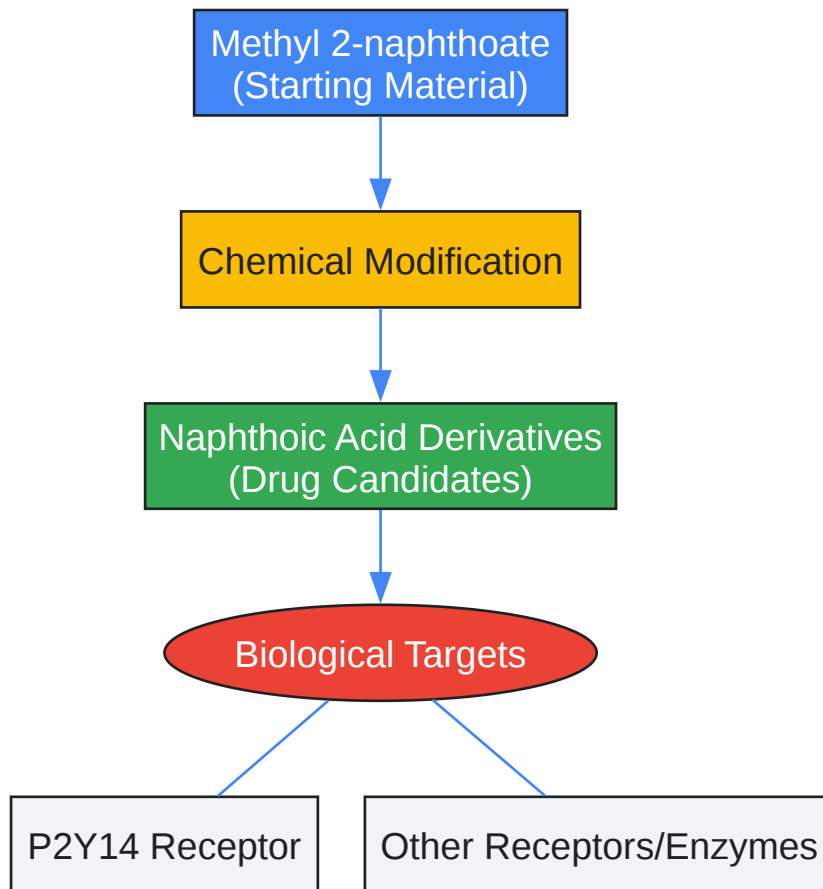 Methyl 2-naphthoate
(Starting Material)
Chemical Modification
Naphthoic Acid Derivatives
(Drug Candidates)
Biological Targets
P2Y14 Receptor
Other Receptors/Enzymes